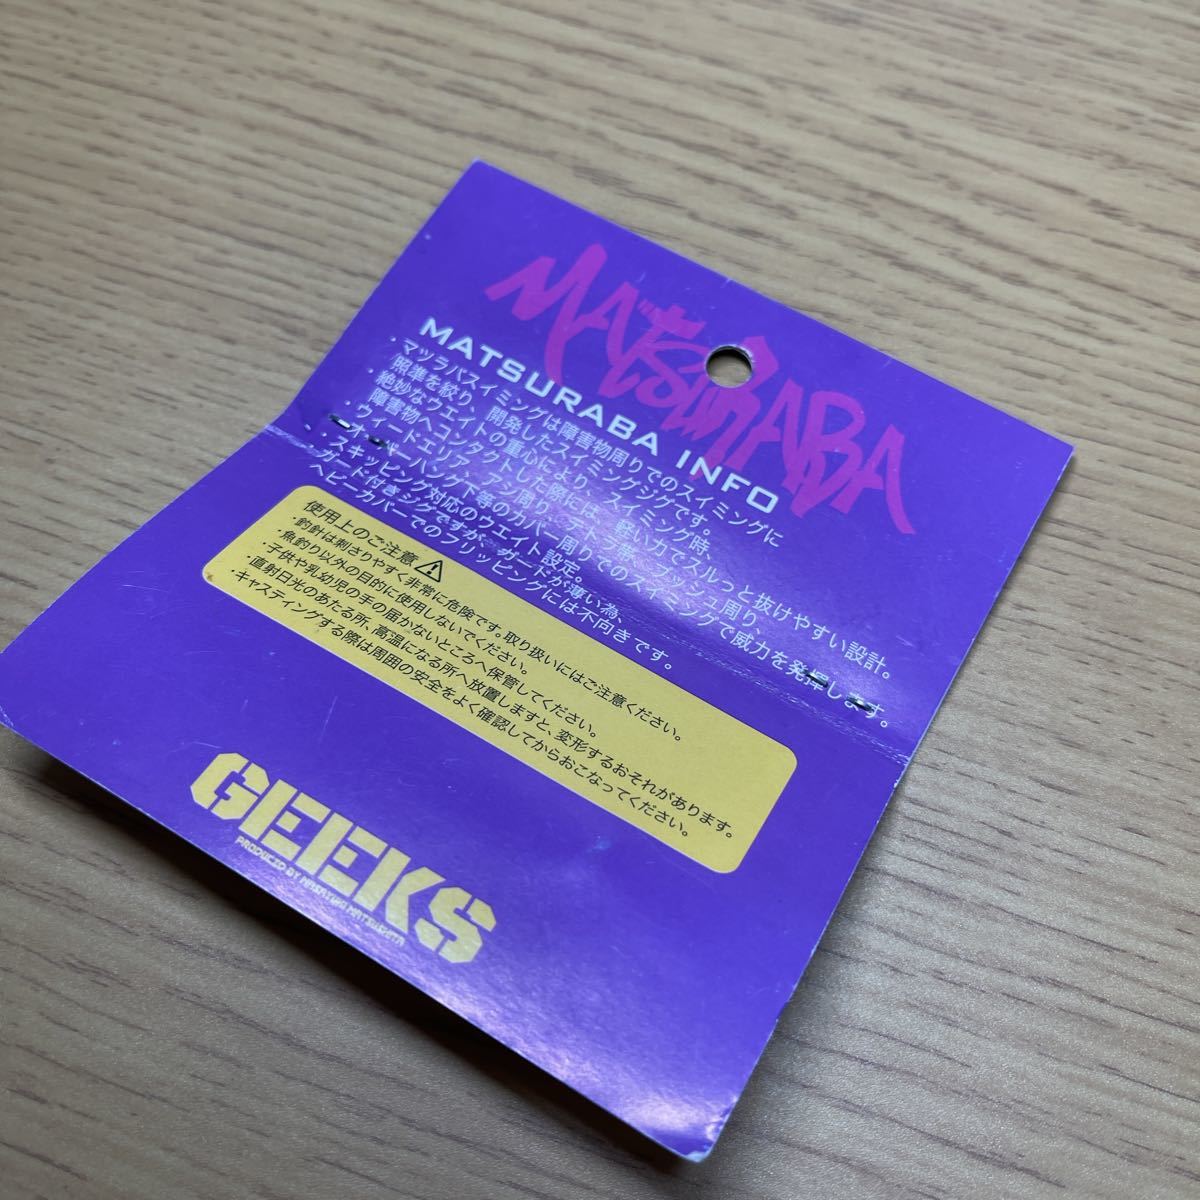 MATSURABA
MATSURABA INFO
・マツラバスイミングは障害物周りでのスイミングに
照準を絞り、開発したスイミングジグです。
・絶妙なウエイトの重心により、スイミング時、
障害物へコンタクトした際には、軽い力でスルっと抜けやすい設計。
・ウィードエリア、アシ周り、テトラ帯、ブッシュ周り、
オーバーハング下等のカバー周りでのスイミングで威力を発揮します。
・スキッピング対応のウエイト設定。
ガード付きジグですが、ガードが薄い為、
ヘビーカバーでのフリッピングには不向きです。
使用上のご注意
・釣針は刺さりやすく非常に危険です。取り扱いにはご注意ください。
・魚釣り以外の目的に使用しないでください。
・子供や乳幼児の手の届かないところへ保管してください。
・直射日光のあたる所、高温になる所へ放置しますと、変形するおそれがあります。
・キャスティングする際は周囲の安全をよく確認してからおこなってください。
GEEKS
PRODUCED BY MASAYUKI MATSUSHITA